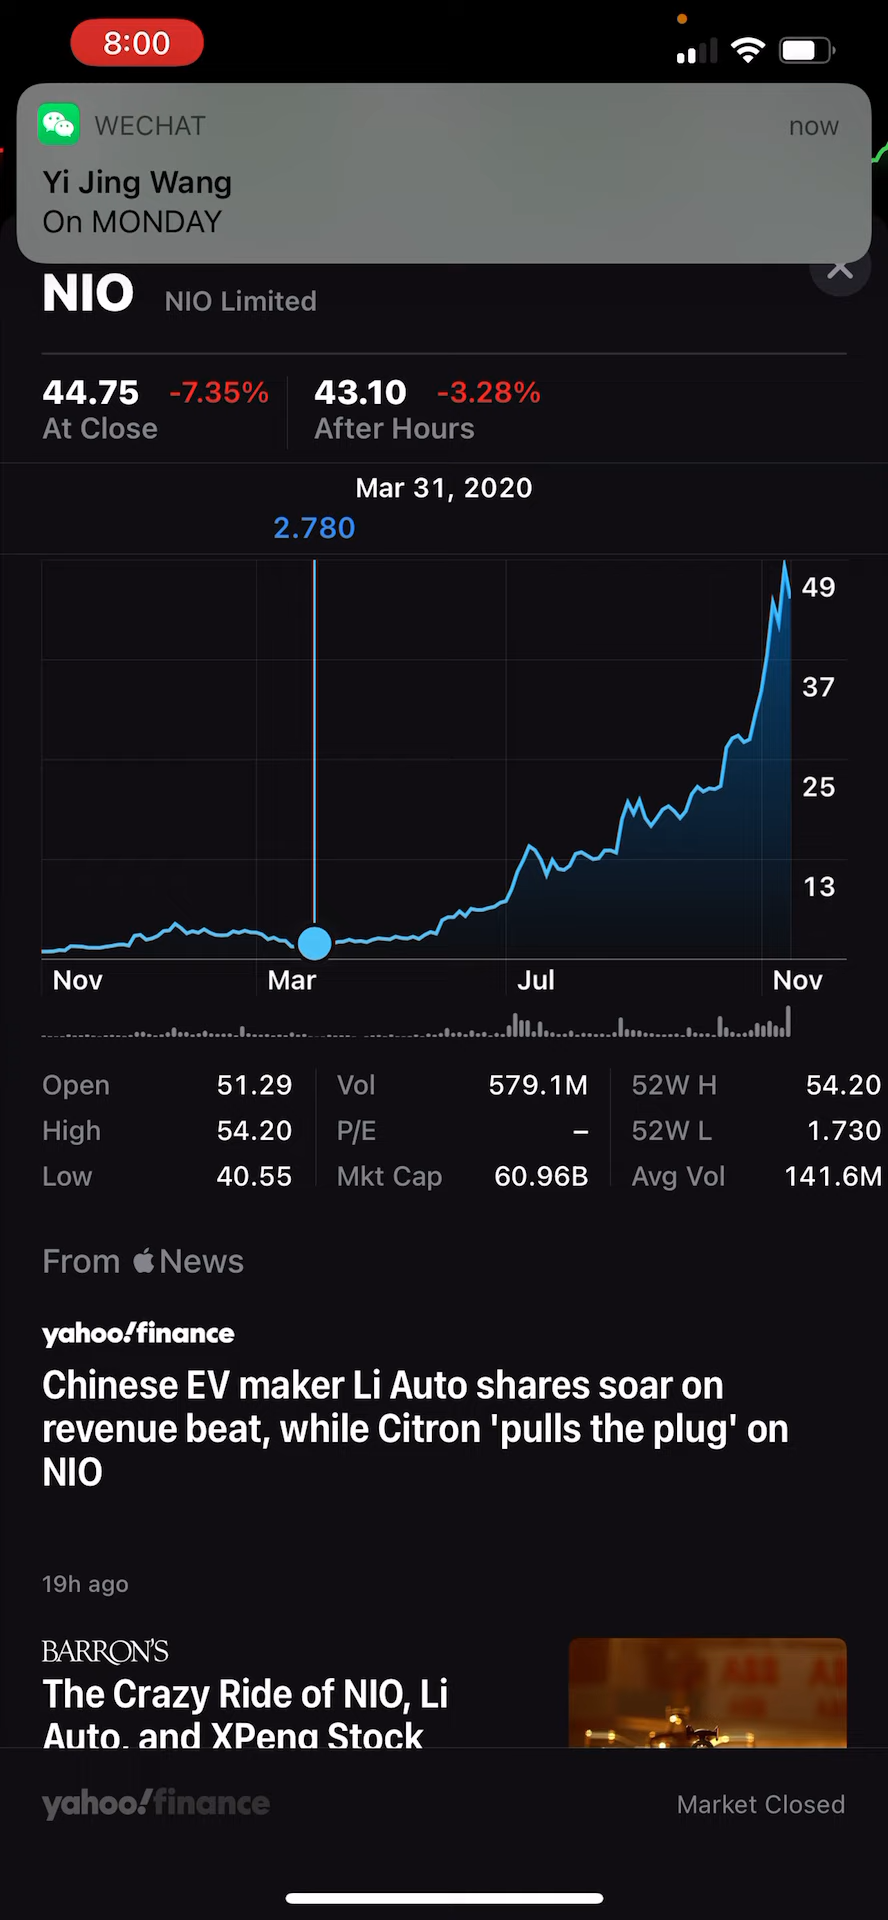 8:00
WECHAT now
Yi Jing Wang
On MONDAY
NIO NIO Limited
44.75 -7.35% 43.10 -3.28%
At Close After Hours
Mar 31, 2020
2.780
49
37
25
13
Nov Mar Jul Nov
Open 51.29 Vol 579.1M 52W H 54.20
High 54.20 P/E – 52W L 1.730
Low 40.55 Mkt Cap 60.96B Avg Vol 141.6M
From News
yahoo!finance
Chinese EV maker Li Auto shares soar on
revenue beat, while Citron 'pulls the plug' on
NIO
19h ago
BARRON'S
The Crazy Ride of NIO, Li
Auto, and XPeng Stock
ABB
yahoo!finance Market Closed